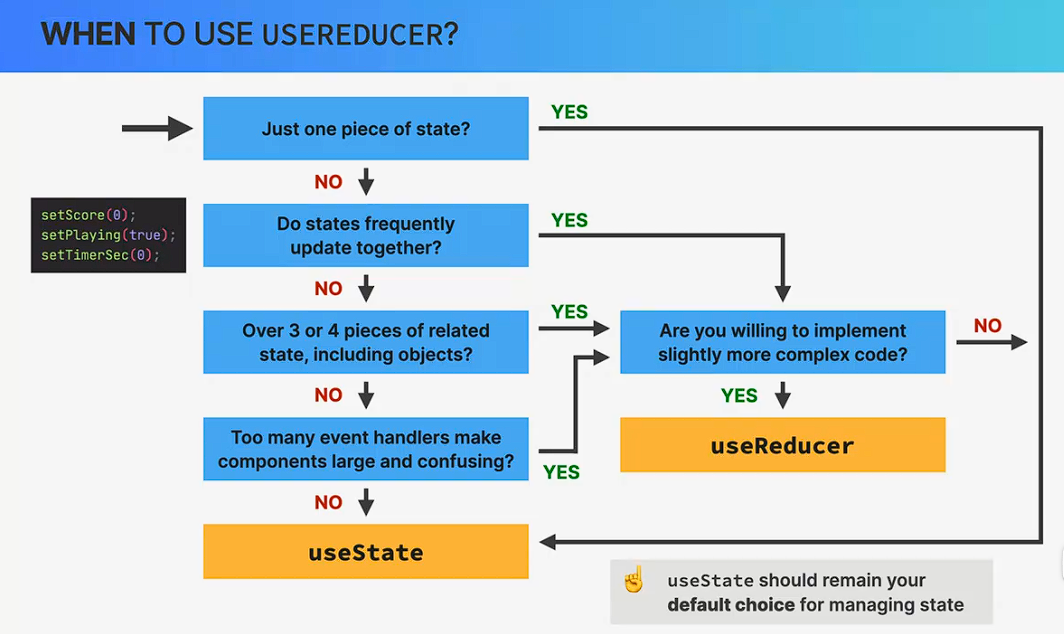 WHEN TO USE USEREDUCER?
Just one piece of state?
YES
NO
setScore(0);
setPlaying(true);
setTimerSec(0);
Do states frequently
update together?
YES
NO
Over 3 or 4 pieces of related
state, including objects?
YES
Are you willing to implement
slightly more complex code?
NO
NO
YES
Too many event handlers make
components large and confusing?
YES
useReducer
NO
useState
useState should remain your
default choice for managing state